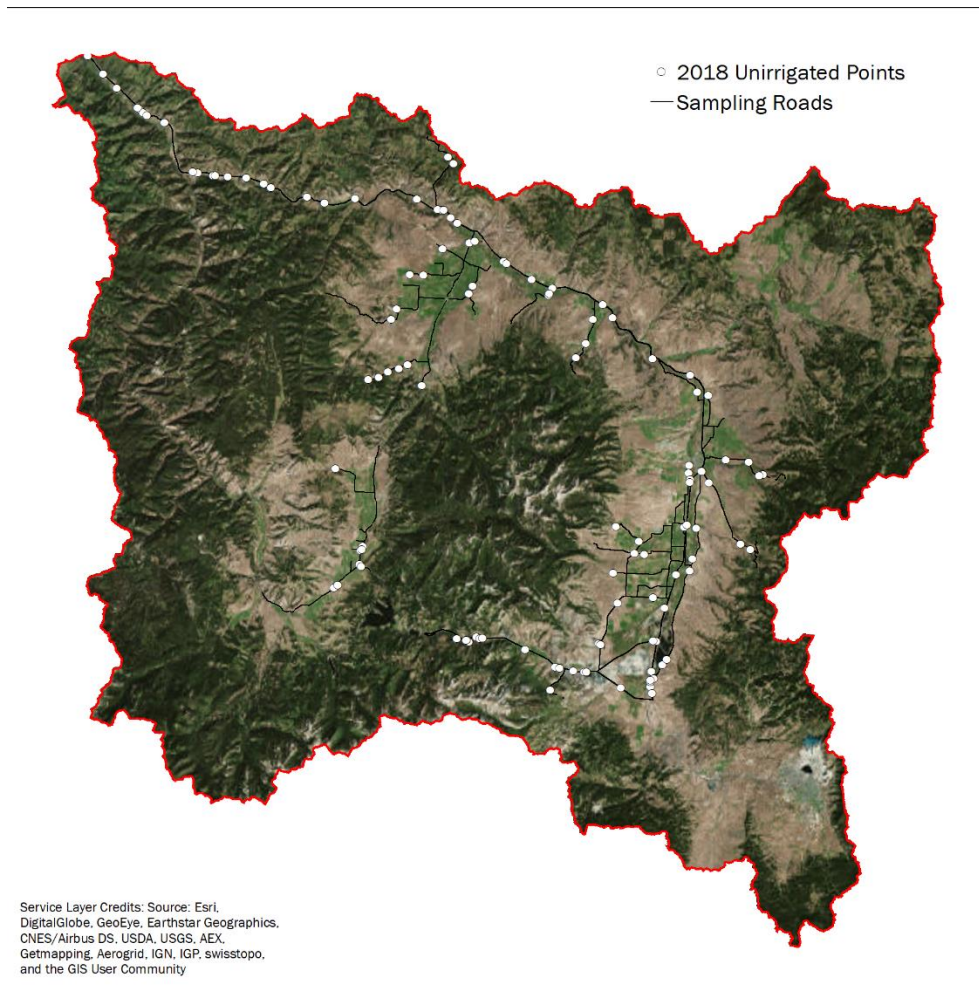 2018 Unirrigated Points
Sampling Roads
Service Layer Credits: Source: Esri,
DigitalGlobe, GeoEye, Earthstar Geographics,
CNES/Airbus DS, USDA, USGS, AEX,
Getmapping, Aerogrid, IGN, IGP, swisstopo,
and the GIS User Community